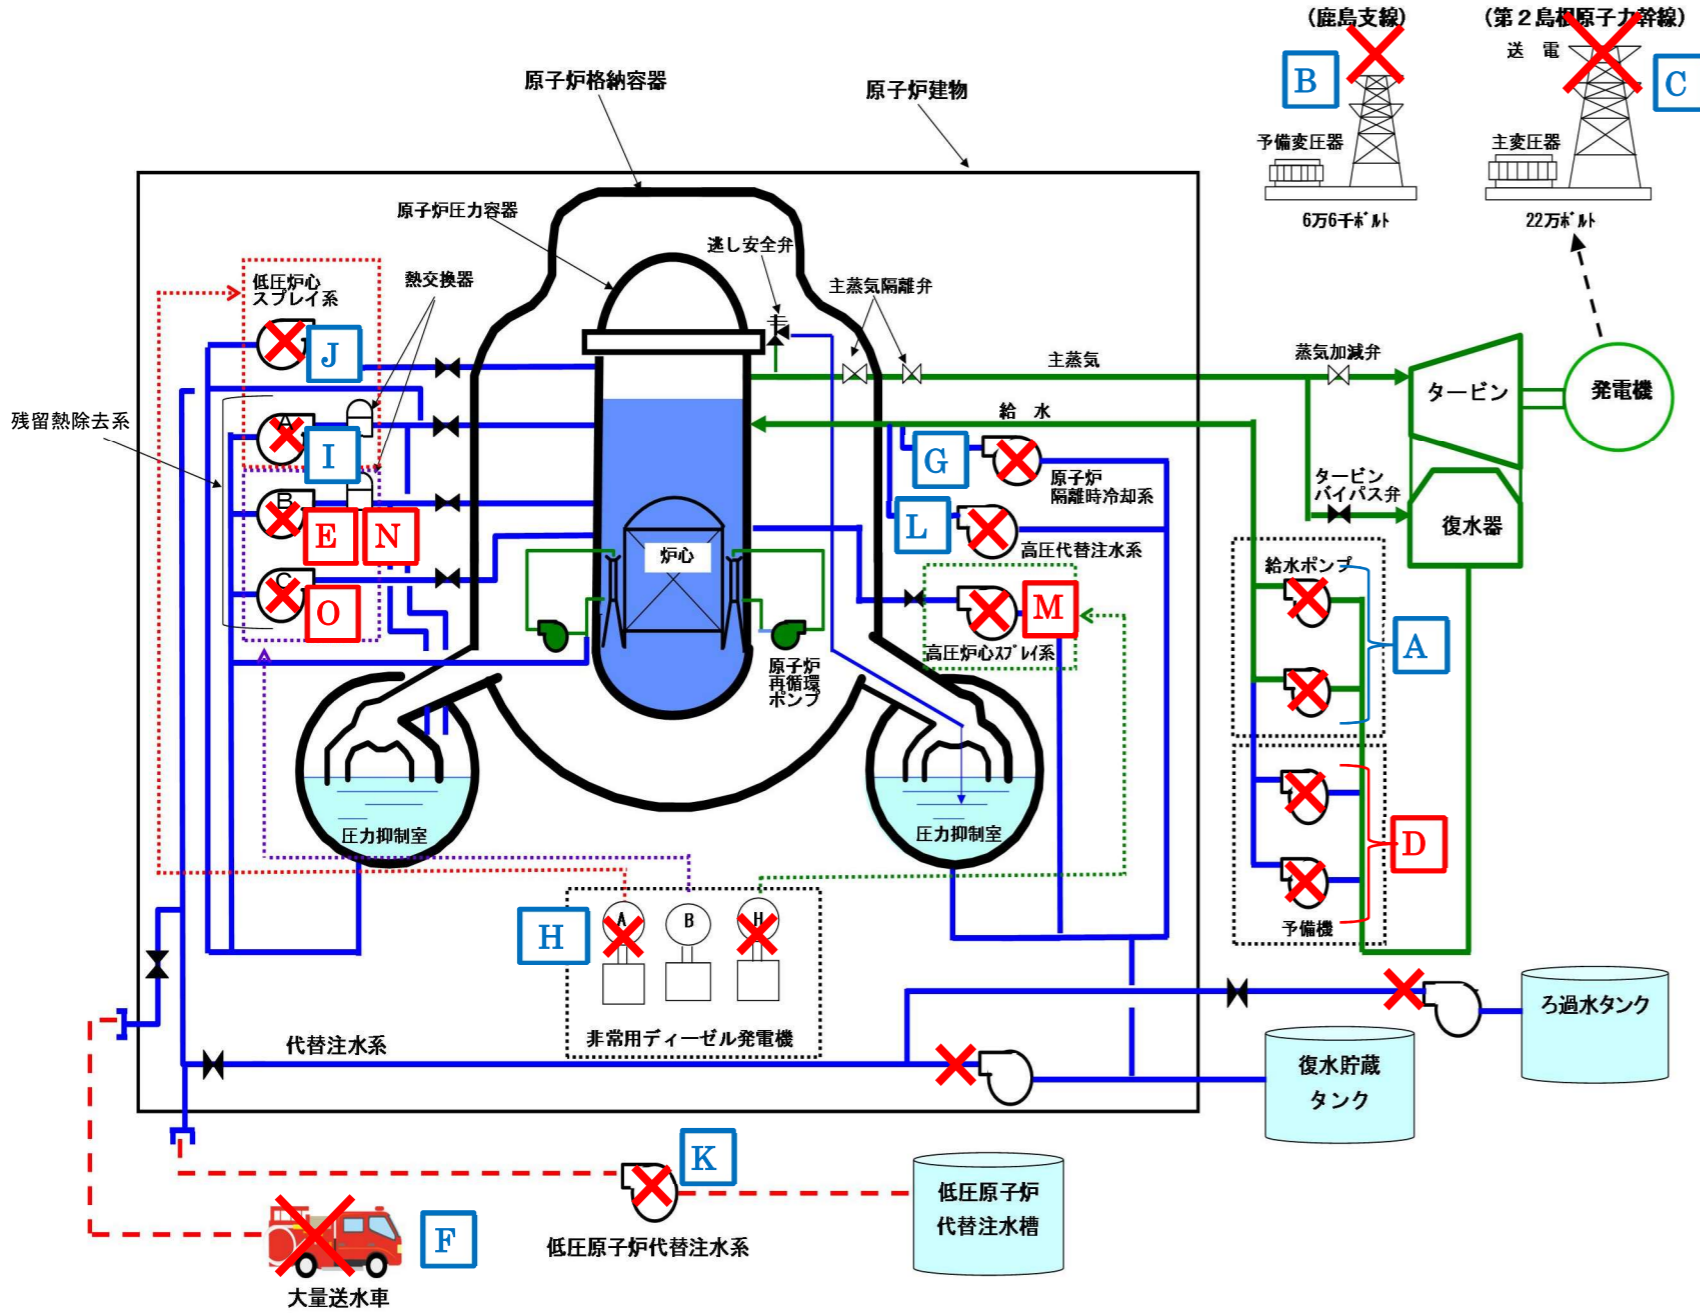 (鹿島支線)
(第２島根原子力幹線)
送　電
B
C
予備変圧器
主変圧器
6万6千ﾎﾞﾙﾄ
22万ﾎﾞﾙﾄ
原子炉格納容器
原子炉建物
原子炉圧力容器
逃し安全弁
主蒸気隔離弁
低圧炉心
スプレイ系
熱交換器
J
主蒸気
蒸気加減弁
タービン
発電機
残留熱除去系
A
I
給　水
G
原子炉
隔離時冷却系
タービン
バイパス弁
復水器
B
E
N
L
高圧代替注水系
炉心
C
O
M
高圧炉心ｽﾌﾟﾚｲ系
給水ポンプ
A
原子炉
再循環
ポンプ
圧力抑制室
圧力抑制室
D
予備機
H
A
B
H
非常用ディーゼル発電機
代替注水系
ろ過水タンク
復水貯蔵
タンク
K
低圧原子炉
代替注水槽
低圧原子炉代替注水系
F
大量送水車